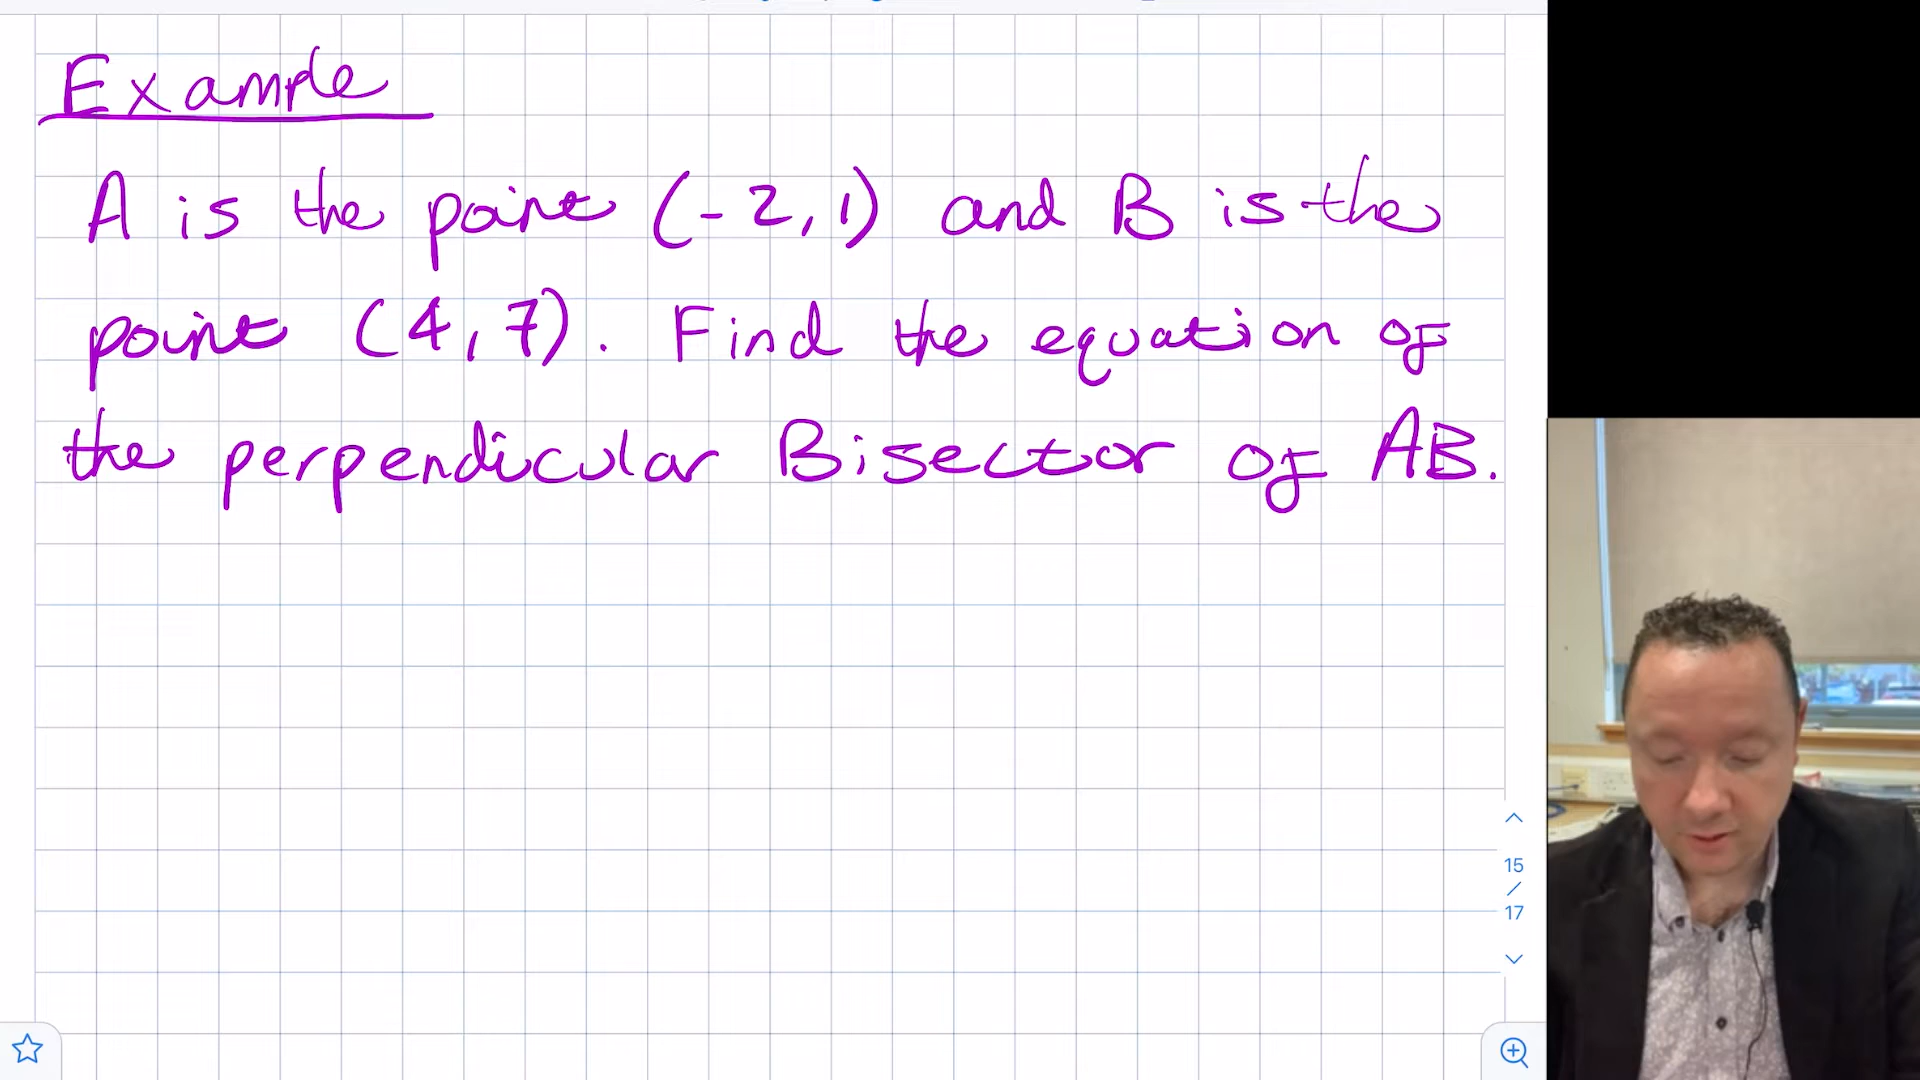 Example
A is the point (-2,1) and B is the
point (4,7). Find the equation of
the perpendicular Bisector of AB.
15
/
17